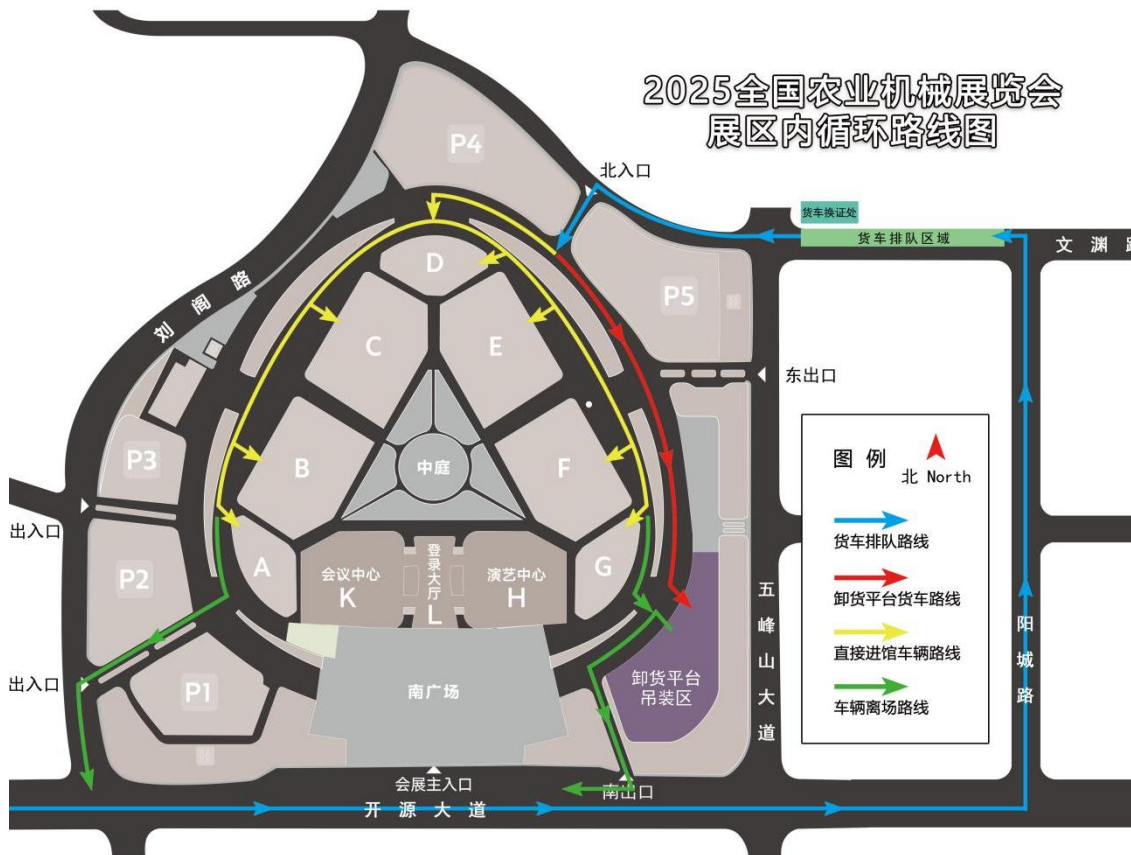 2025全国农业机械展览会
展区内循环路线图
P4
北入口
货车换证处
货车排队区域
文渊路
D
P5
刘阁路
C
E
东出口
图例
北 North
P3
B
中庭
F
货车排队路线
出入口
A
会议中心
K
登录大厅
L
演艺中心
H
G
卸货平台货车路线
P2
五峰山大道
阳城路
直接进馆车辆路线
出入口
P1
南广场
卸货平台
吊装区
车辆离场路线
会展主入口
南出口
开源大道